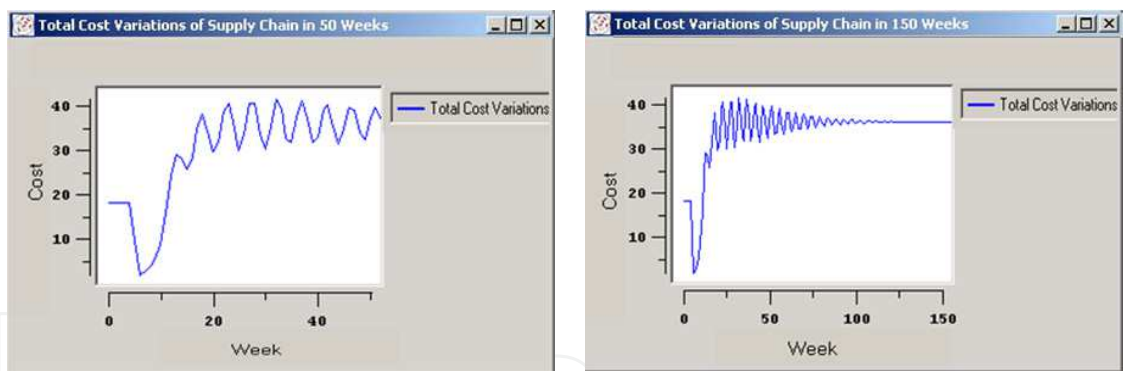 Total Cost Variations of Supply Chain in 50 Weeks
Total Cost Variations
40
30
20
10
Cost
0
20
40
Week
Total Cost Variations of Supply Chain in 150 Weeks
Total Cost Variations
40
30
20
10
Cost
0
50
100
150
Week